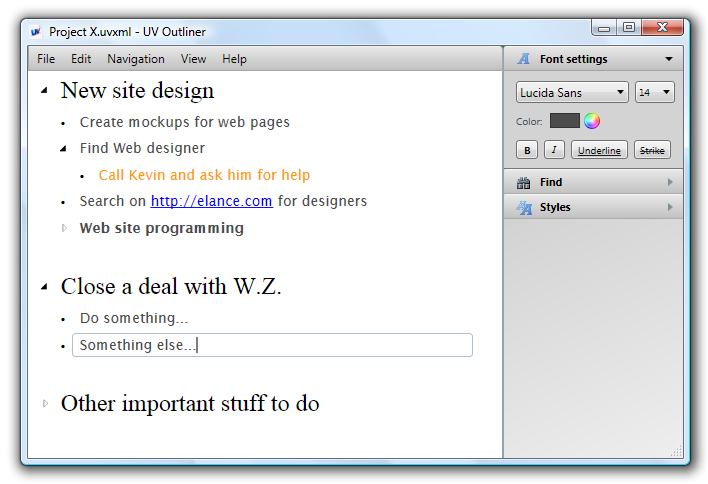 Project X.uvxml - UV Outliner
File Edit Navigation View Help
New site design
Create mockups for web pages
Find Web designer
Call Kevin and ask him for help
Search on http://elance.com for designers
Web site programming
Close a deal with W.Z.
Do something...
Something else...
Other important stuff to do
Font settings
Lucida Sans 14
Color:
B I Underline Strike
Find
Styles